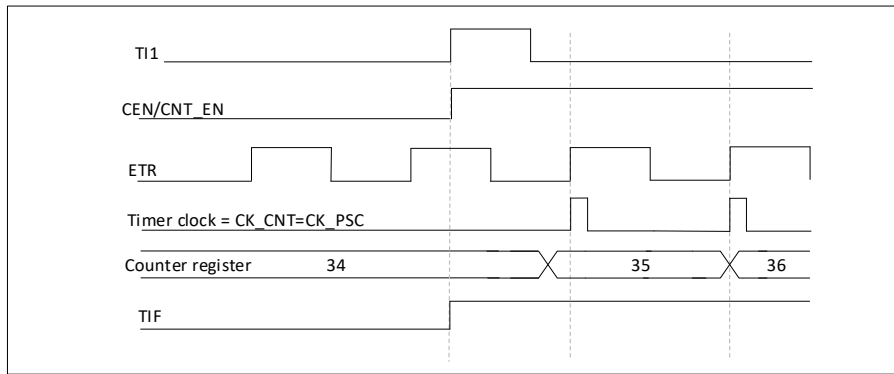 TI1
CEN/CNT_EN
ETR
Timer clock = CK_CNT=CK_PSC
Counter register 34 35 36
TIF